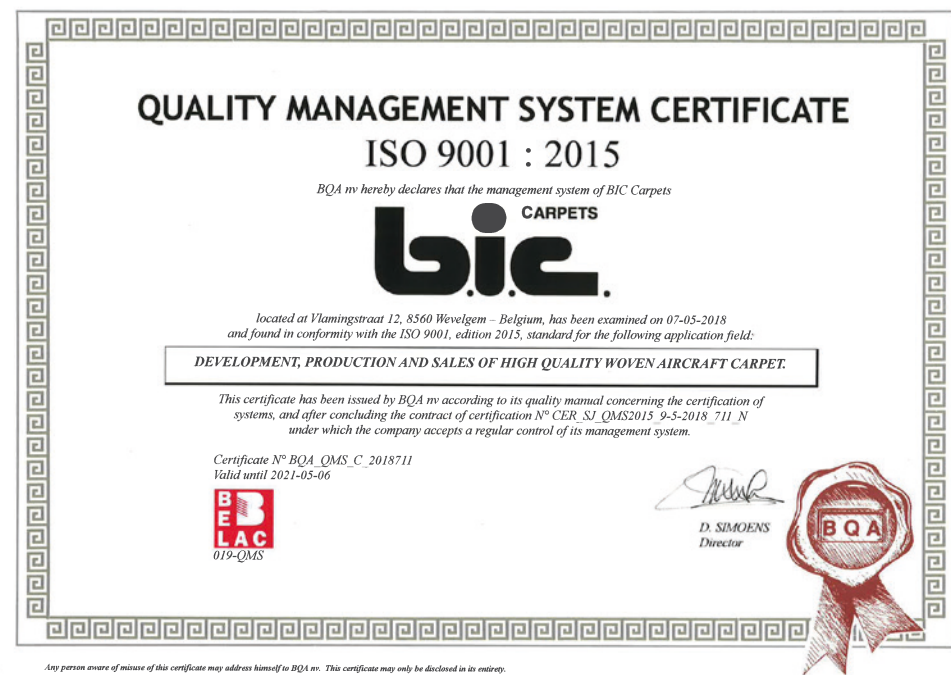 QUALITY MANAGEMENT SYSTEM CERTIFICATE
ISO 9001 : 2015
BQA nv hereby declares that the management system of BIC Carpets
CARPETS
b.i.c.
located at Vlamingstraat 12, 8560 Wevelgem – Belgium, has been examined on 07-05-2018
and found in conformity with the ISO 9001, edition 2015, standard for the following application field:
DEVELOPMENT, PRODUCTION AND SALES OF HIGH QUALITY WOVEN AIRCRAFT CARPET.
This certificate has been issued by BQA nv according to its quality manual concerning the certification of
systems, and after concluding the contract of certification N° CER_SJ_QMS2015_9-5-2018_711_N
under which the company accepts a regular control of its management system.
Certificate N° BQA_QMS_C_2018711
Valid until 2021-05-06
B B
E
LAC
019-QMS
D. SIMOENS
Director
BQA
Any person aware of misuse of this certificate may address himself to BQA nv. This certificate may only be disclosed in its entirety.